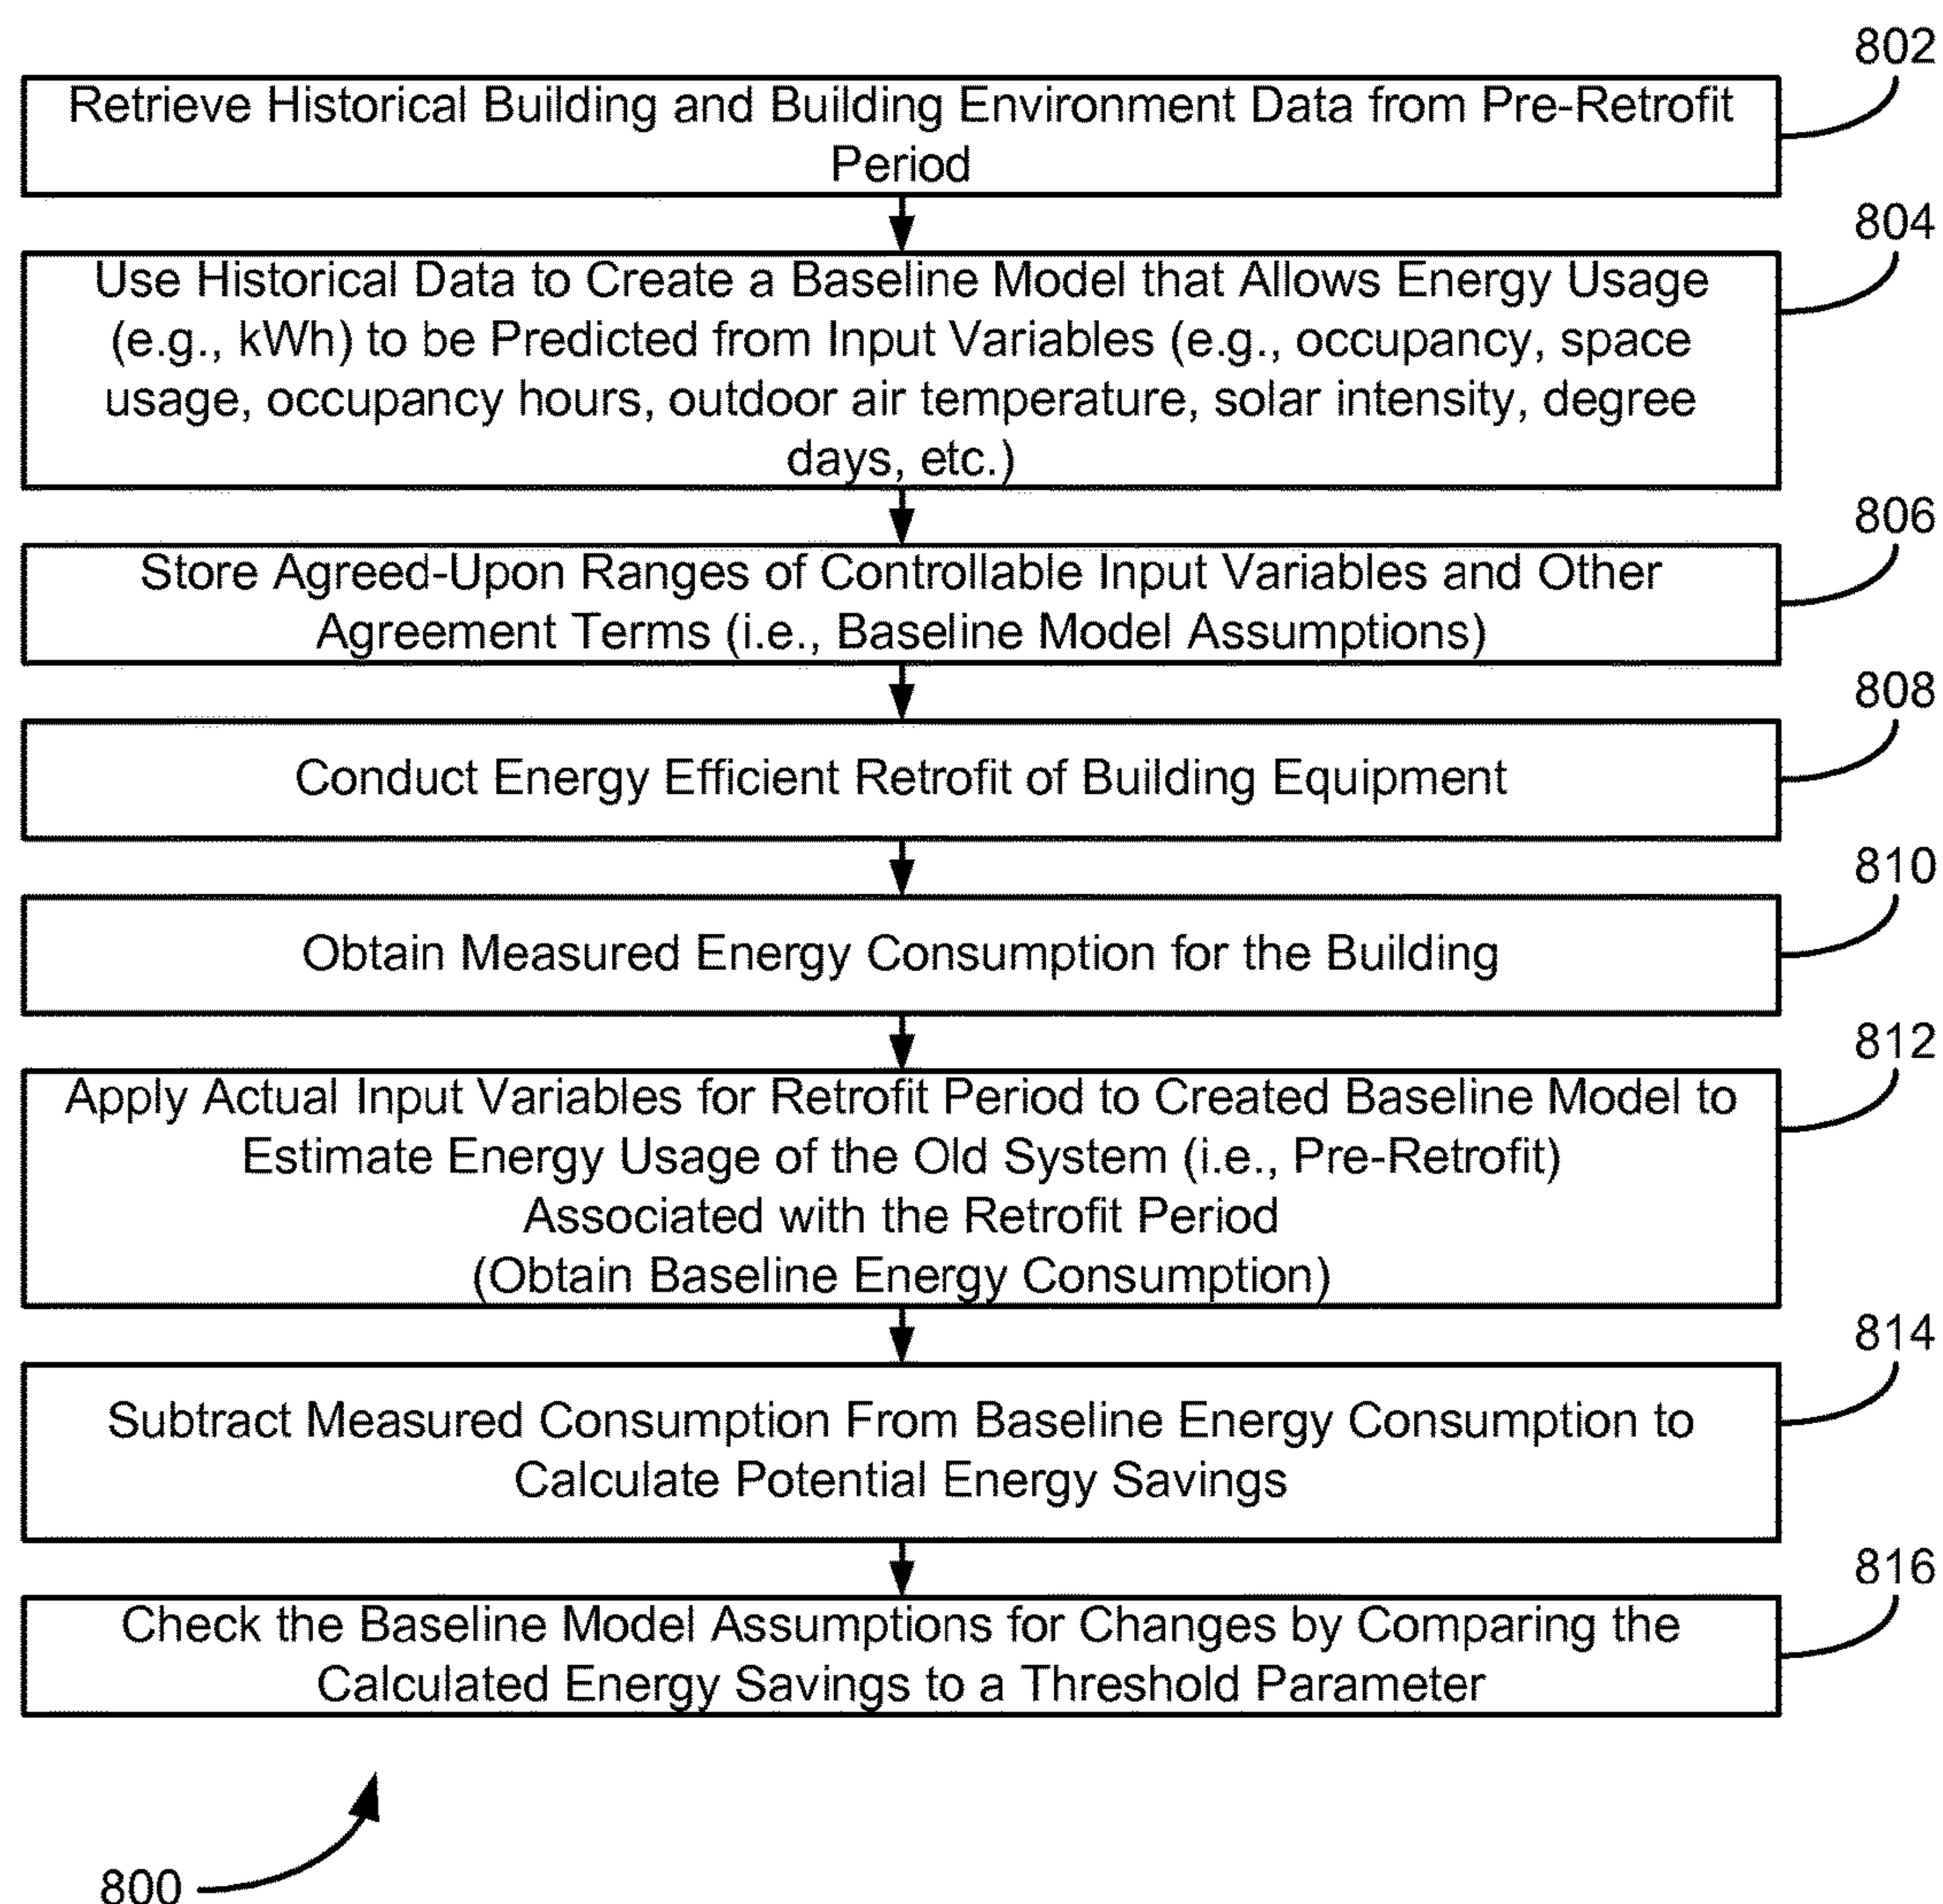 802
Retrieve Historical Building and Building Environment Data from Pre-Retrofit
Period
804
Use Historical Data to Create a Baseline Model that Allows Energy Usage
(e.g., kWh) to be Predicted from Input Variables (e.g., occupancy, space
usage, occupancy hours, outdoor air temperature, solar intensity, degree
days, etc.)
806
Store Agreed-Upon Ranges of Controllable Input Variables and Other
Agreement Terms (i.e., Baseline Model Assumptions)
808
Conduct Energy Efficient Retrofit of Building Equipment
810
Obtain Measured Energy Consumption for the Building
812
Apply Actual Input Variables for Retrofit Period to Created Baseline Model to
Estimate Energy Usage of the Old System (i.e., Pre-Retrofit)
Associated with the Retrofit Period
(Obtain Baseline Energy Consumption)
814
Subtract Measured Consumption From Baseline Energy Consumption to
Calculate Potential Energy Savings
816
Check the Baseline Model Assumptions for Changes by Comparing the
Calculated Energy Savings to a Threshold Parameter
800